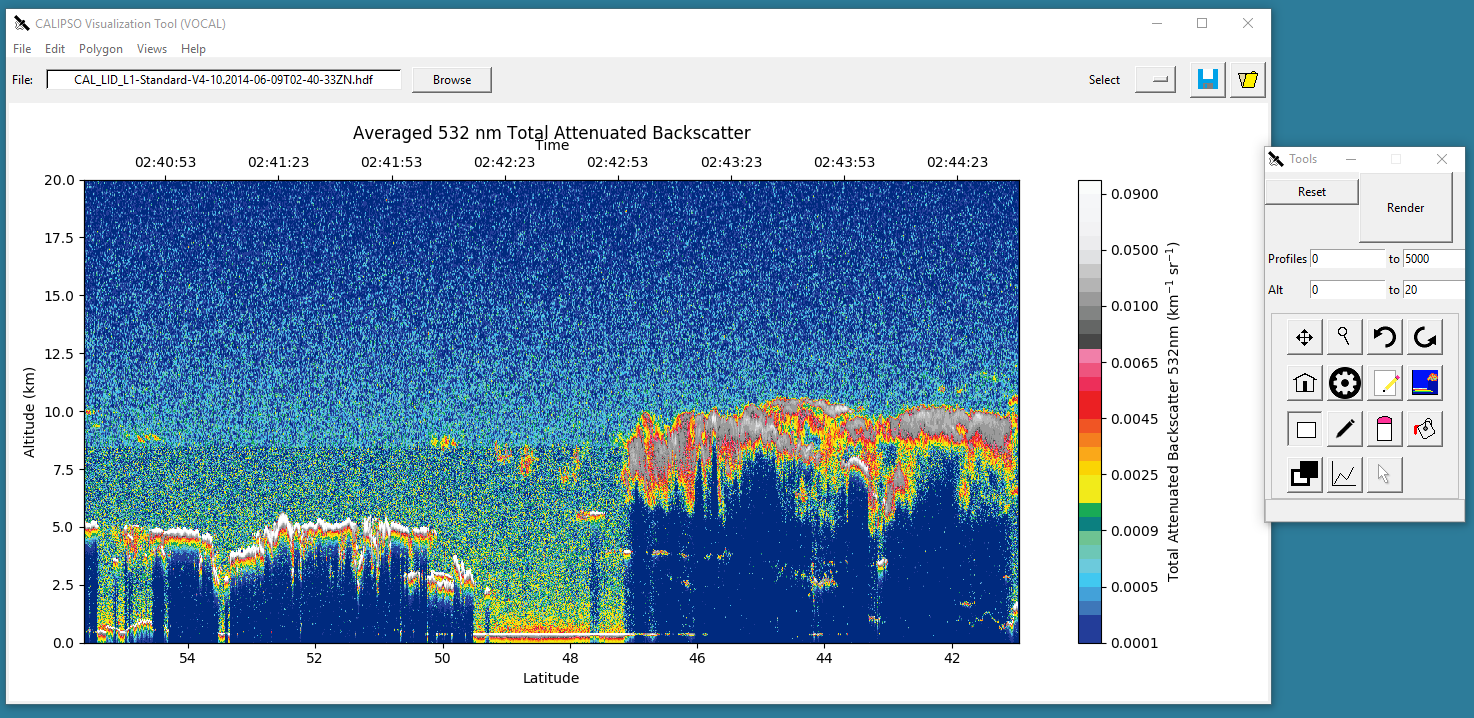 CALIPSO Visualization Tool (VOCAL)
File Edit Polygon Views Help
File: CAL_LID_L1-Standard-V4-10.2014-06-09T02-40-33ZN.hdf Browse Select
Averaged 532 nm Total Attenuated Backscatter
Time
02:40:53 02:41:23 02:41:53 02:42:23 02:42:53 02:43:23 02:43:53 02:44:23
20.0
17.5
15.0
12.5
10.0
7.5
5.0
2.5
0.0
Altitude (km)
54 52 50 48 46 44 42
Latitude
0.0900
0.0500
0.0100
0.0065
0.0045
0.0025
0.0009
0.0005
0.0001
Total Attenuated Backscatter 532nm (km⁻¹ sr⁻¹)
Tools
Reset
Render
Profiles 0 to 5000
Alt 0 to 20